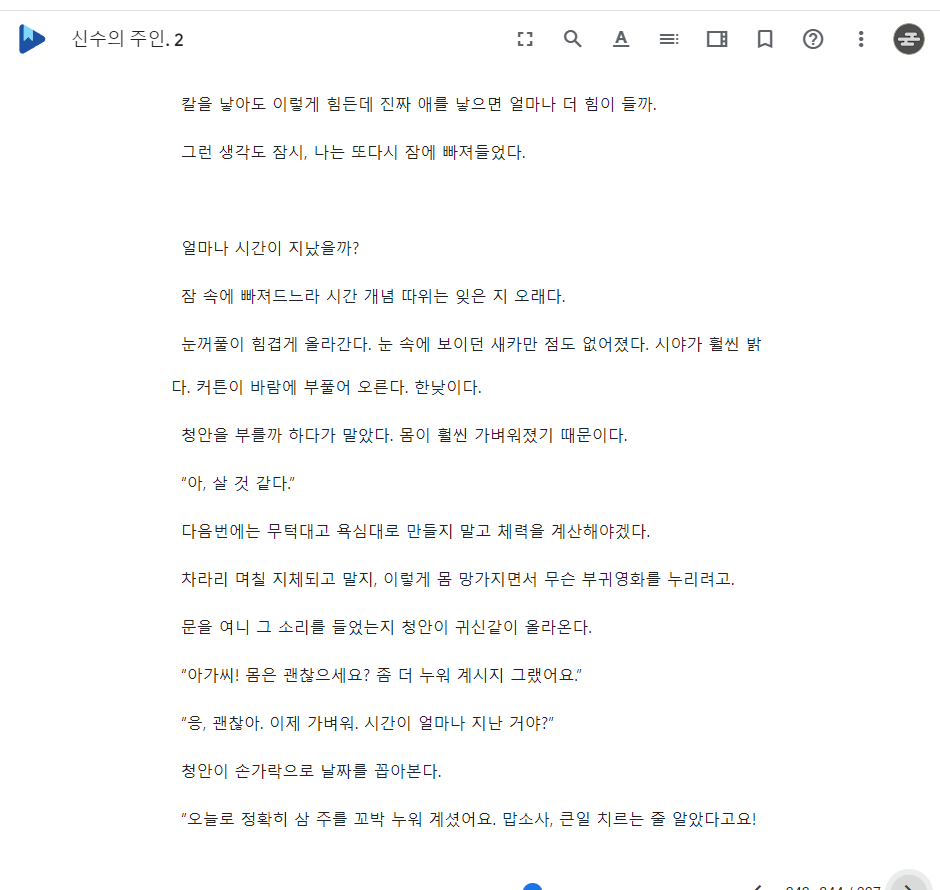 신수의 주인. 2
칼을 낳아도 이렇게 힘든데 진짜 애를 낳으면 얼마나 더 힘이 들까.
그런 생각도 잠시, 나는 또다시 잠에 빠져들었다.
얼마나 시간이 지났을까?
잠 속에 빠져드느라 시간 개념 따위는 잊은 지 오래다.
눈꺼풀이 힘겹게 올라간다. 눈 속에 보이던 새카만 점도 없어졌다. 시야가 훨씬 밝
다. 커튼이 바람에 부풀어 오른다. 한낮이다.
청안을 부를까 하다가 말았다. 몸이 훨씬 가벼워졌기 때문이다.
“아, 살 것 같다.”
다음번에는 무턱대고 욕심대로 만들지 말고 체력을 계산해야겠다.
차라리 며칠 지체되고 말지, 이렇게 몸 망가지면서 무슨 부귀영화를 누리려고.
문을 여니 그 소리를 들었는지 청안이 귀신같이 올라온다.
“아가씨! 몸은 괜찮으세요? 좀 더 누워 계시지 그랬어요.”
“응, 괜찮아. 이제 가벼워. 시간이 얼마나 지난 거야?”
청안이 손가락으로 날짜를 꼽아본다.
“오늘로 정확히 삼 주를 꼬박 누워 계셨어요. 맙소사, 큰일 치르는 줄 알았다고요!